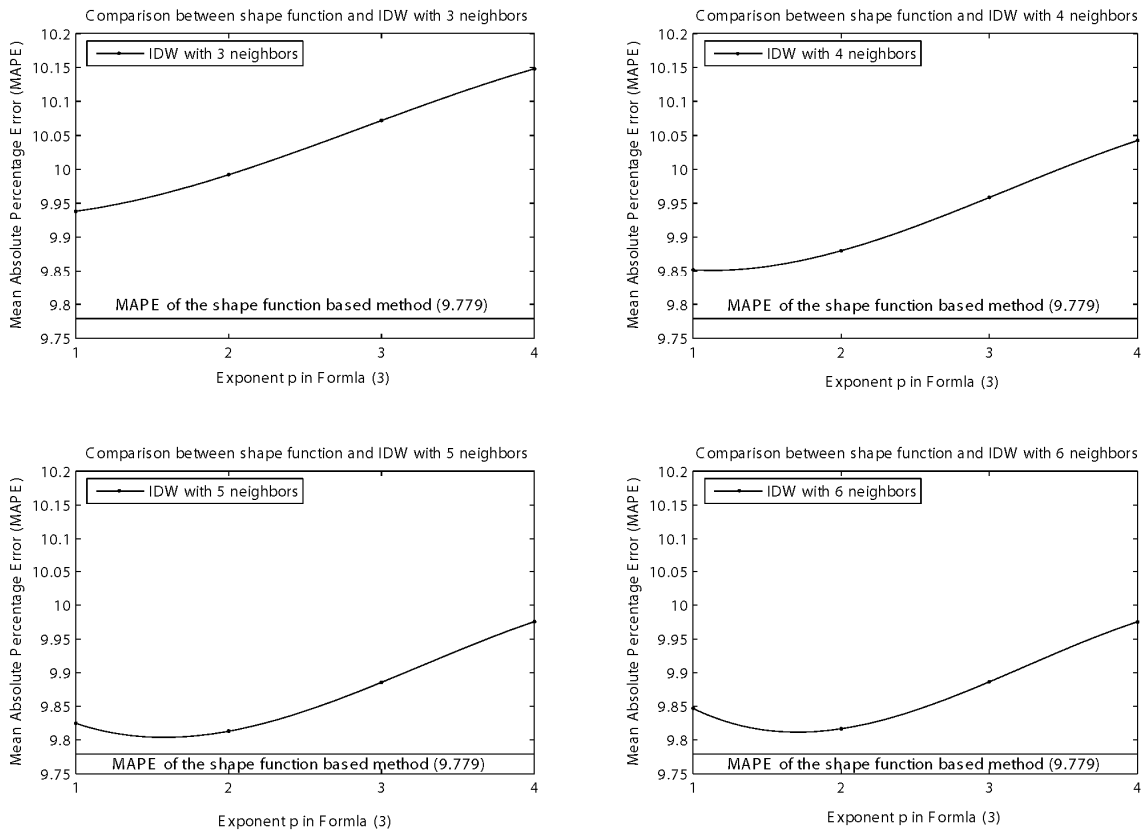 Comparison between shape function and IDW with 3 neighbors
IDW with 3 neighbors
Mean Absolute Percentage Error (MAPE)
10.2
10.15
10.1
10.05
10
9.95
9.9
9.85
9.8
9.75
MAPE of the shape function based method (9.779)
1 2 3 4
Exponent p in Formla (3)
Comparison between shape function and IDW with 4 neighbors
IDW with 4 neighbors
Mean Absolute Percentage Error (MAPE)
10.2
10.15
10.1
10.05
10
9.95
9.9
9.85
9.8
9.75
MAPE of the shape function based method (9.779)
1 2 3 4
Exponent p in Formla (3)
Comparison between shape function and IDW with 5 neighbors
IDW with 5 neighbors
Mean Absolute Percentage Error (MAPE)
10.2
10.15
10.1
10.05
10
9.95
9.9
9.85
9.8
9.75
MAPE of the shape function based method (9.779)
1 2 3 4
Exponent p in Formla (3)
Comparison between shape function and IDW with 6 neighbors
IDW with 6 neighbors
Mean Absolute Percentage Error (MAPE)
10.2
10.15
10.1
10.05
10
9.95
9.9
9.85
9.8
9.75
MAPE of the shape function based method (9.779)
1 2 3 4
Exponent p in Formla (3)